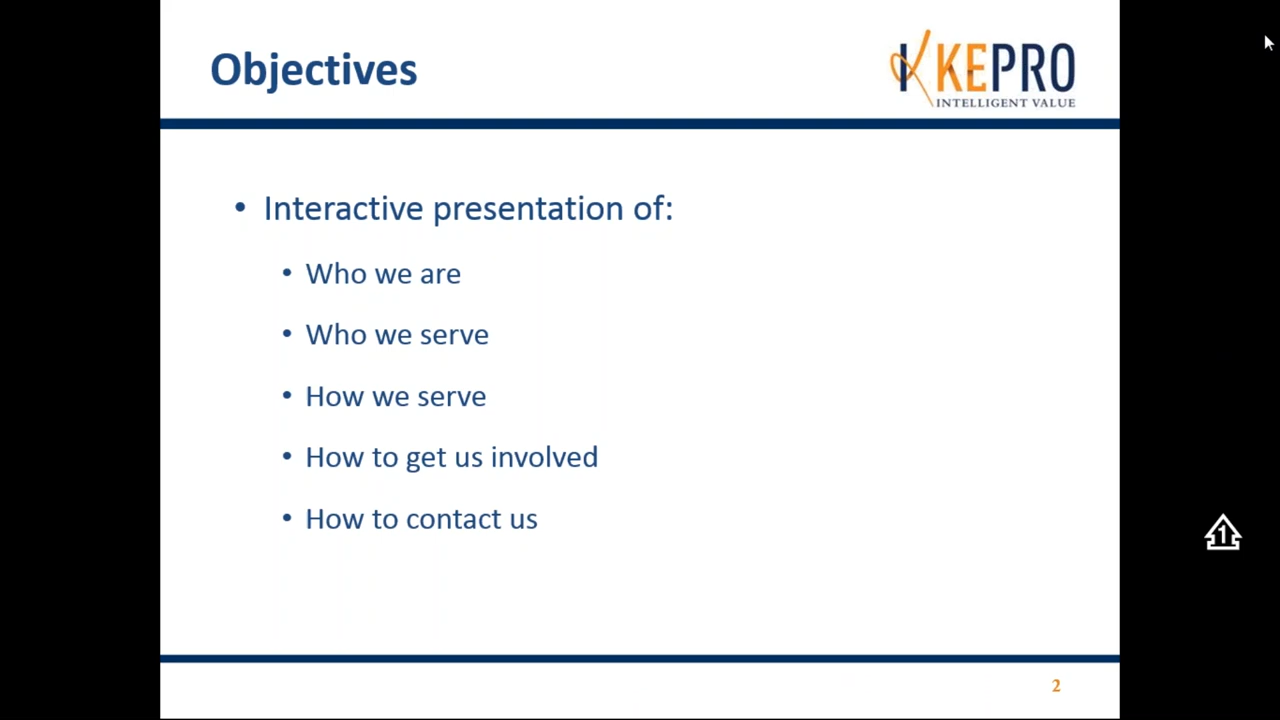 Objectives
KEPRO
INTELLIGENT VALUE
• Interactive presentation of:
• Who we are
• Who we serve
• How we serve
• How to get us involved
• How to contact us
1
2